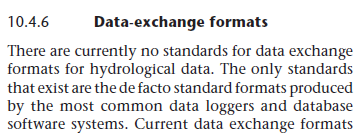 10.4.6 Data-exchange formats
There are currently no standards for data exchange
formats for hydrological data. The only standards
that exist are the de facto standard formats produced
by the most common data loggers and database
software systems. Current data exchange formats